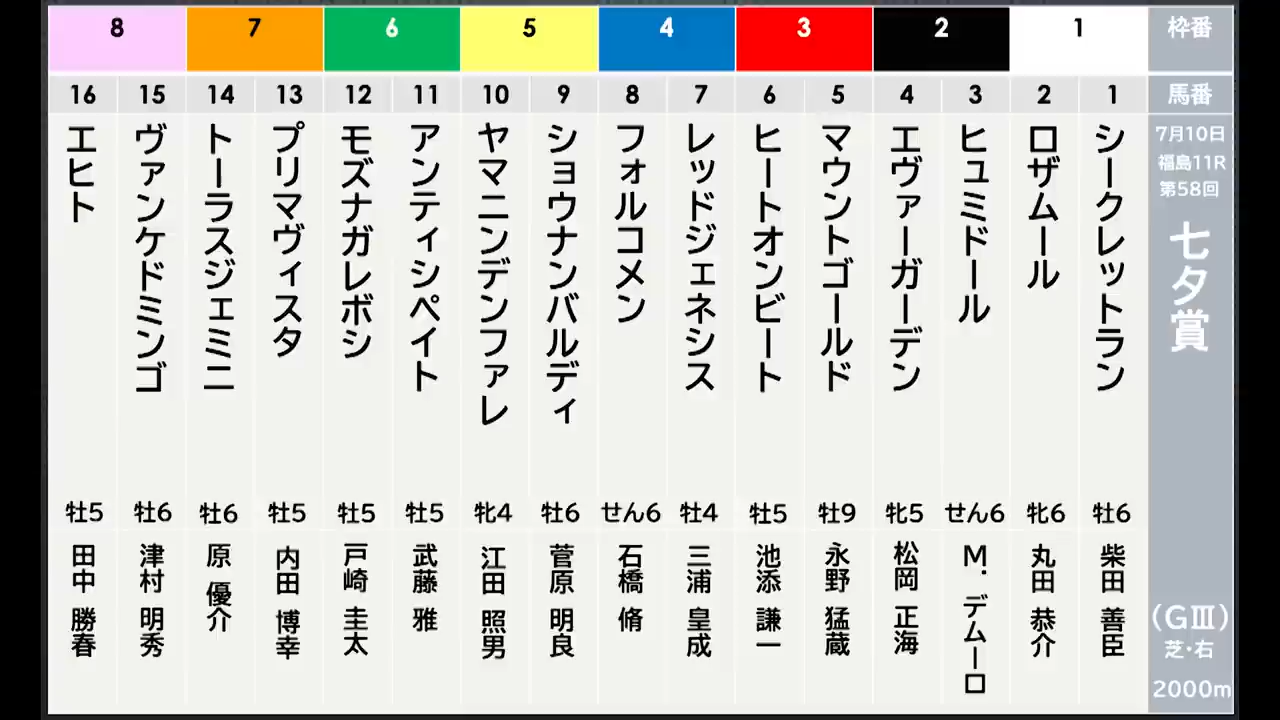 枠番
馬番
7月10日
福島11R
第58回
七夕賞
(GⅢ)
芝・右
2000m
1
1
シークレットラン
牡6
柴田 善臣
2
ロザムール
牝6
丸田 恭介
2
3
ヒュミドール
せん6
M.デムーロ
4
エヴァーガーデン
牝5
松岡 正海
3
5
マウントゴールド
牡9
永野 猛蔵
6
ヒートオンビート
牡5
池添 謙一
4
7
レッドジェネシス
牡4
三浦 皇成
8
フォルコメン
せん6
石橋 脩
5
9
ショウナンバルディ
牡6
菅原 明良
10
ヤマニンデンファレ
牝4
江田 照男
6
11
アンティシペイト
牡5
武藤 雅
12
モズナガレボシ
牡5
戸崎 圭太
7
13
プリマヴィスタ
牡5
内田 博幸
14
トーラスジェミニ
牡6
原 優介
8
15
ヴァンケドミンゴ
牡6
津村 明秀
16
エヒト
牡5
田中 勝春